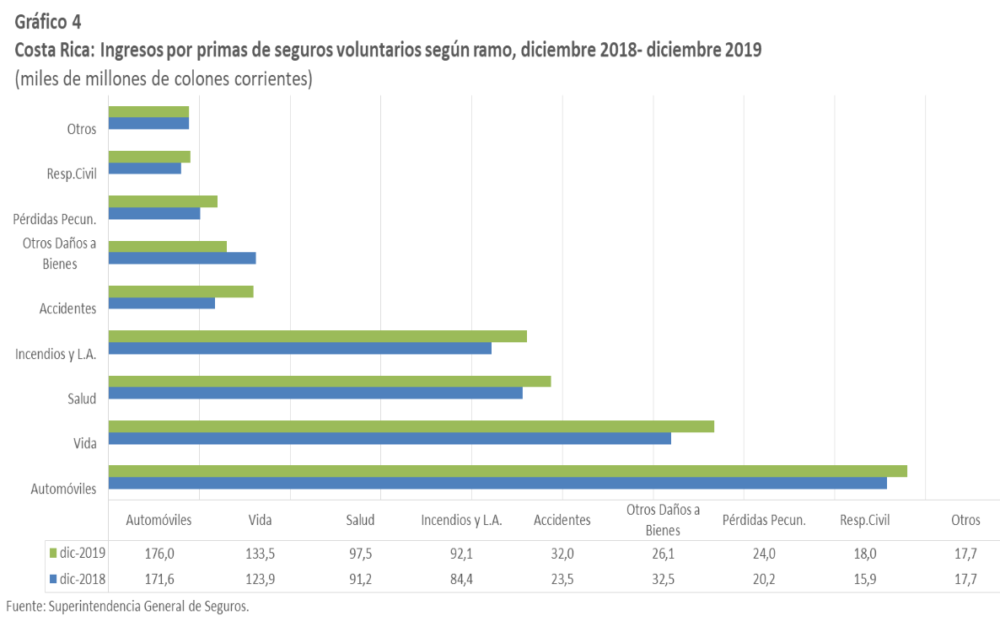 Gráfico 4
Costa Rica: Ingresos por primas de seguros voluntarios según ramo, diciembre 2018- diciembre 2019
(miles de millones de colones corrientes)
Otros
Resp.Civil
Pérdidas Pecun.
Otros Daños a
Bienes
Accidentes
Incendios y L.A.
Salud
Vida
Automóviles
Automóviles Vida Salud Incendios y L.A. Accidentes Otros Daños a Bienes Pérdidas Pecun. Resp.Civil Otros
dic-2019 176,0 133,5 97,5 92,1 32,0 26,1 24,0 18,0 17,7
dic-2018 171,6 123,9 91,2 84,4 23,5 32,5 20,2 15,9 17,7
Fuente: Superintendencia General de Seguros.